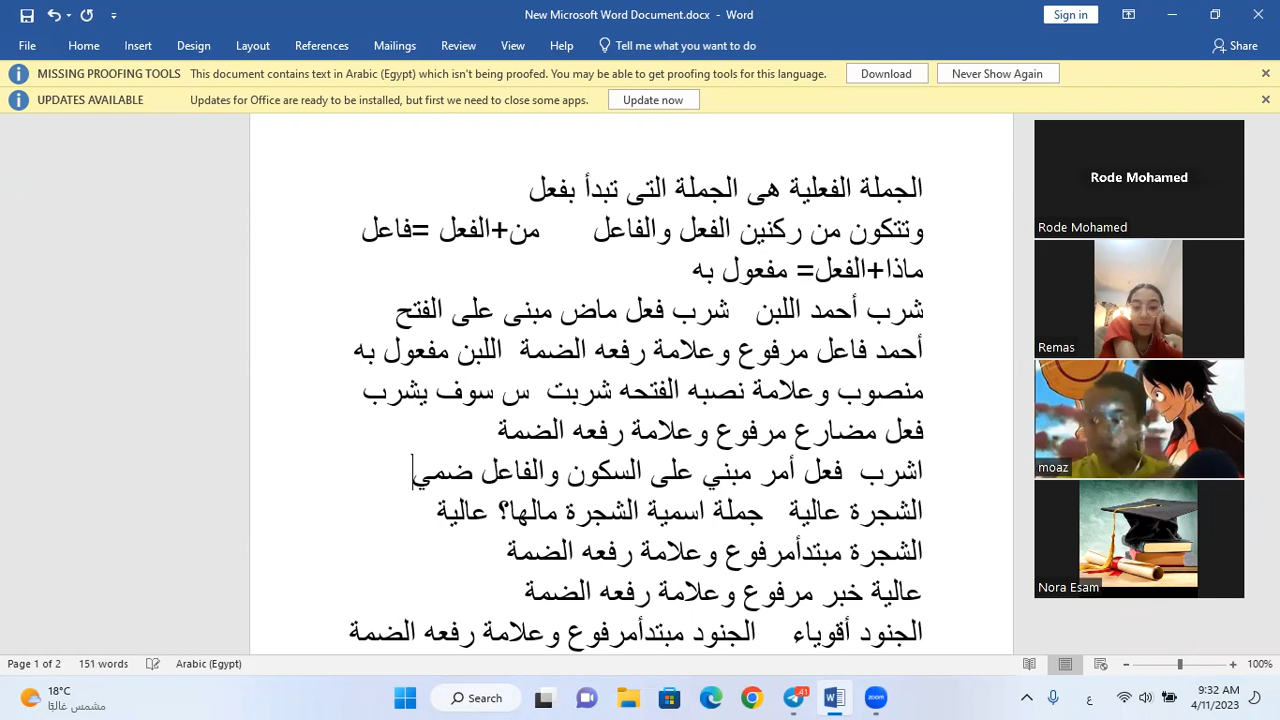 New Microsoft Word Document.docx - Word
Sign in
File Home Insert Design Layout References Mailings Review View Help Tell me what you want to do Share
MISSING PROOFING TOOLS This document contains text in Arabic (Egypt) which isn't being proofed. You may be able to get proofing tools for this language. Download Never Show Again
UPDATES AVAILABLE Updates for Office are ready to be installed, but first we need to close some apps. Update now
الجملة الفعلية هى الجملة التى تبدأ بفعل
وتتكون من ركنين الفعل والفاعل من+الفعل =فاعل
ماذا+الفعل= مفعول به
شرب أحمد اللبن شرب فعل ماض مبنى على الفتح
أحمد فاعل مرفوع وعلامة رفعه الضمة اللبن مفعول به
منصوب وعلامة نصبه الفتحه شربت س سوف يشرب
فعل مضارع مرفوع وعلامة رفعه الضمة
اشرب فعل أمر مبني على السكون والفاعل ضمي
الشجرة عالية جملة اسمية الشجرة مالها؟ عالية
الشجرة مبتدأمرفوع وعلامة رفعه الضمة
عالية خبر مرفوع وعلامة رفعه الضمة
الجنود أقوياء الجنود مبتدأمرفوع وعلامة رفعه الضمة
Rode Mohamed
Rode Mohamed
Remas
moaz
Nora Esam
Page 1 of 2 151 words Arabic (Egypt) 100%
18°C
مشمس غالبًا
Search
41
ع
9:32 AM
4/11/2023
zoom